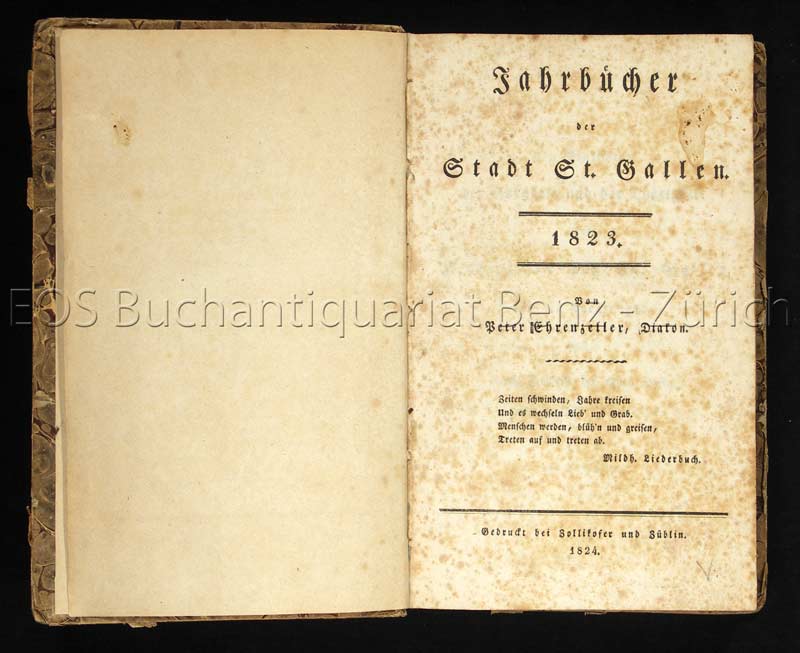 Jahrbücher
der
Stadt St. Gallen.
1823.
Von
Peter Ehrenzeller, Diakon.
Zeiten schwinden, Jahre kreisen
Und es wechseln Lieb' und Grab.
Menschen werden, blüh'n und greisen,
Treten auf und treten ab.
Mildh. Liederbuch.
Gedruckt bei Zollikofer und Züblin.
1824.
EOS Buchantiquariat Benz - Zürich